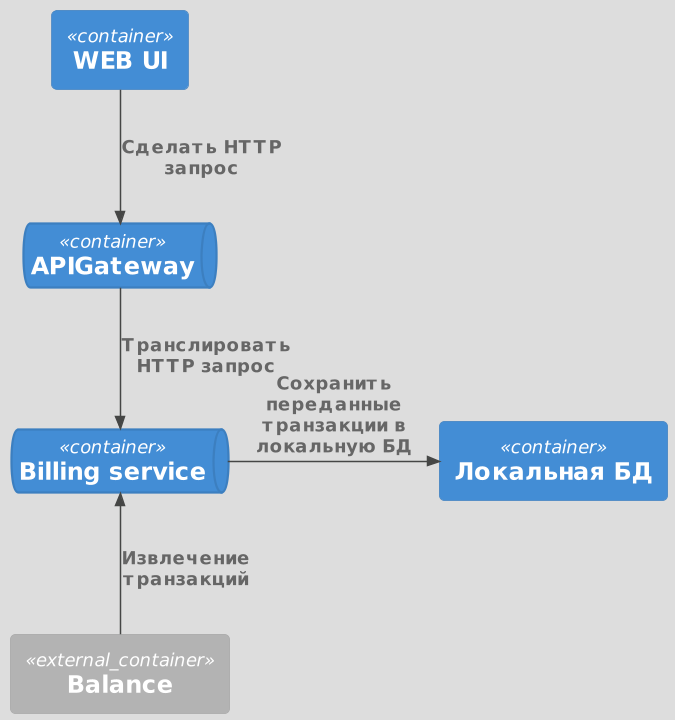 «container»
WEB UI
Сделать HTTP
запрос
«container»
APIGateway
Транслировать
HTTP запрос
Сохранить
переданные
транзакции в
локальную БД
«container»
Billing service
«container»
Локальная БД
Извлечение
транзакций
«external_container»
Balance